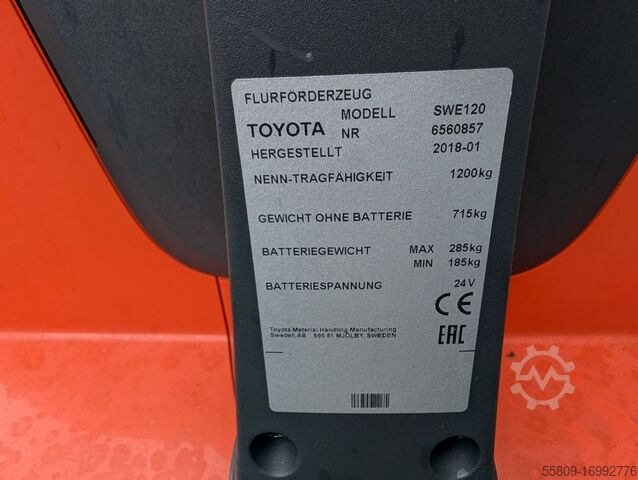 FLURFÖRDERZEUG
MODELL SWE120
TOYOTA NR 6560857
HERGESTELLT 2018-01
NENN-TRAGFÄHIGKEIT 1200kg
GEWICHT OHNE BATTERIE 715kg
BATTERIEGEWICHT MAX 285kg
MIN 185kg
BATTERIESPANNUNG 24V
CE
EAC
Toyota Material Handling Manufacturing
Sweden AB 595 81 MJÖLBY, SWEDEN
55809-16992776